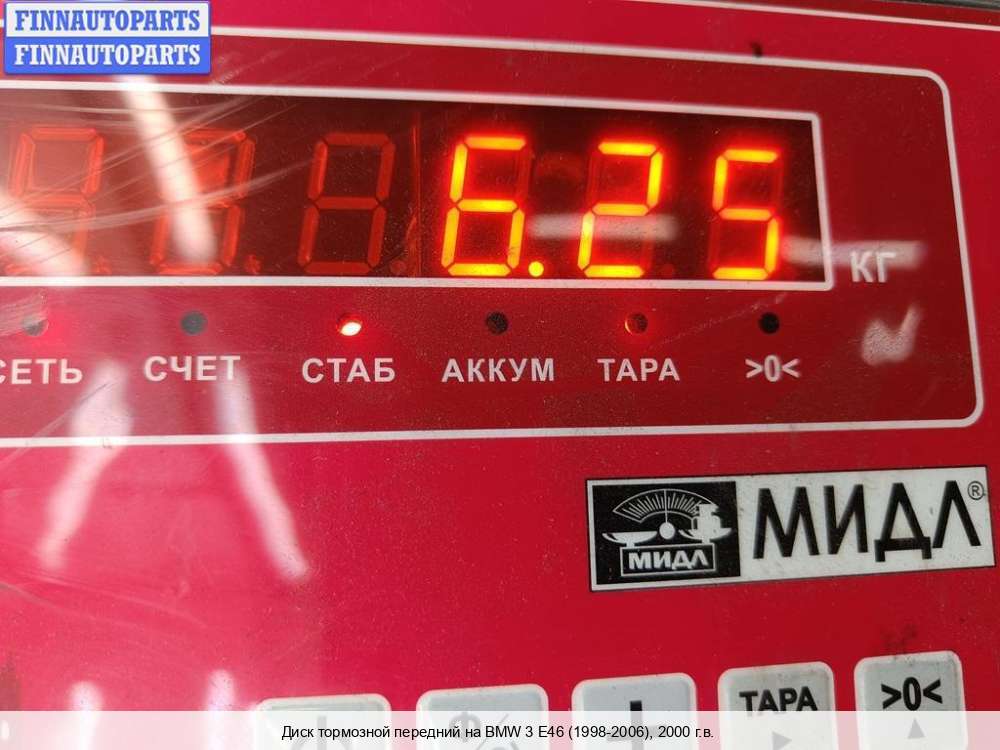 FINNAUTOPARTS
FINNAUTOPARTS
6.25
КГ
СЕТЬ СЧЕТ СТАБ АККУМ ТАРА >0<
МИДЛ МИДЛ®
ТАРА >0<
Диск тормозной передний на BMW 3 E46 (1998-2006), 2000 г.в.